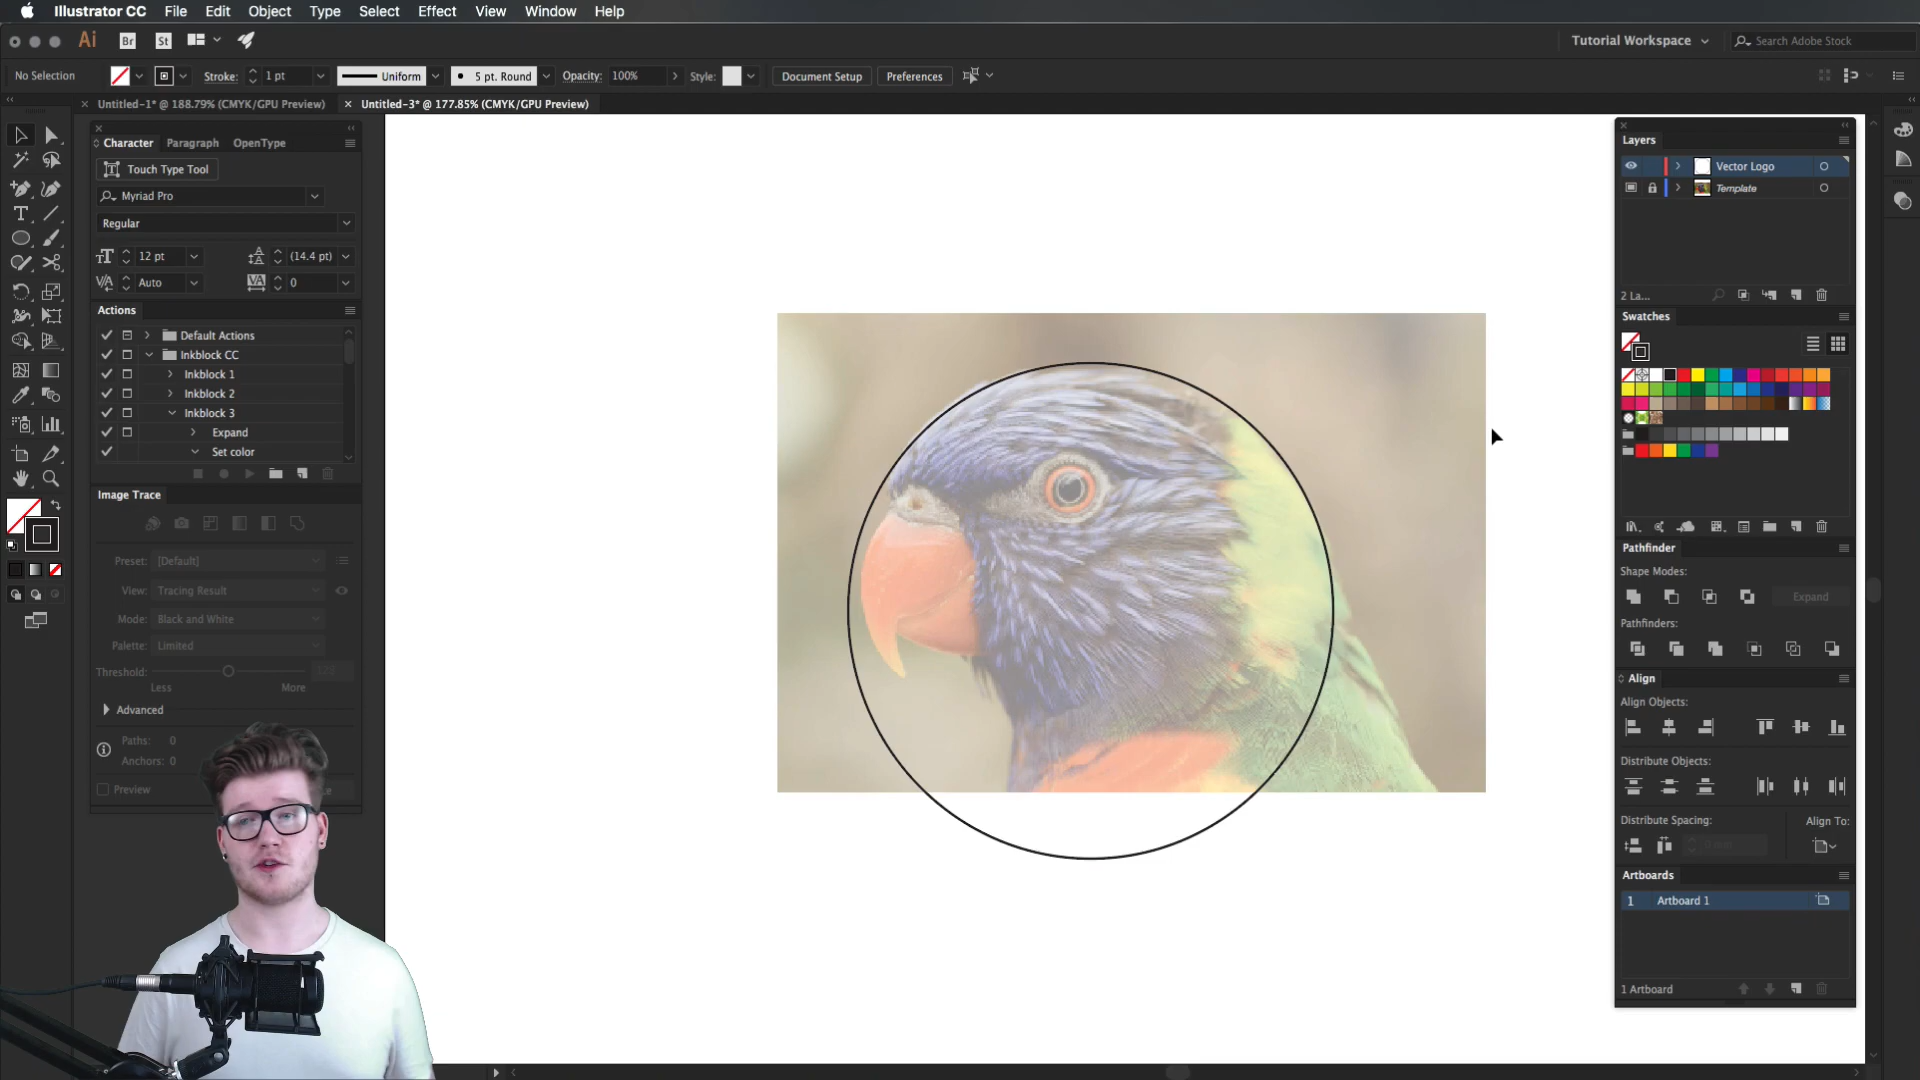 Illustrator CC File Edit Object Type Select Effect View Window Help
Ai Br St Tutorial Workspace Search Adobe Stock
No Selection Stroke: 1 pt Uniform 5 pt. Round Opacity: 100% Style: Document Setup Preferences
Untitled-1* @ 188.79% (CMYK/GPU Preview) Untitled-3* @ 177.85% (CMYK/GPU Preview)
Character Paragraph OpenType
Touch Type Tool
Myriad Pro
Regular
12 pt (14.4 pt)
Auto 0
Actions
Default Actions
Inkblock CC
Inkblock 1
Inkblock 2
Inkblock 3
Expand
Set color
Image Trace
Preset: [Default]
View: Tracing Result
Mode: Black and White
Palette: Limited
Threshold:
Less More
Advanced
Paths: 0
Anchors: 0
Preview
Layers
Vector Logo
Template
2 La...
Swatches
Pathfinder
Shape Modes:
Expand
Pathfinders:
Align
Align Objects:
Distribute Objects:
Distribute Spacing: Align To:
Artboards
1 Artboard 1
1 Artboard